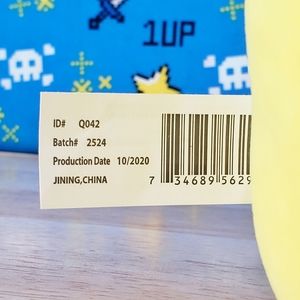 1UP
ID# Q042
Batch# 2524
Production Date 10/2020
JINING,CHINA
7 34689 5629